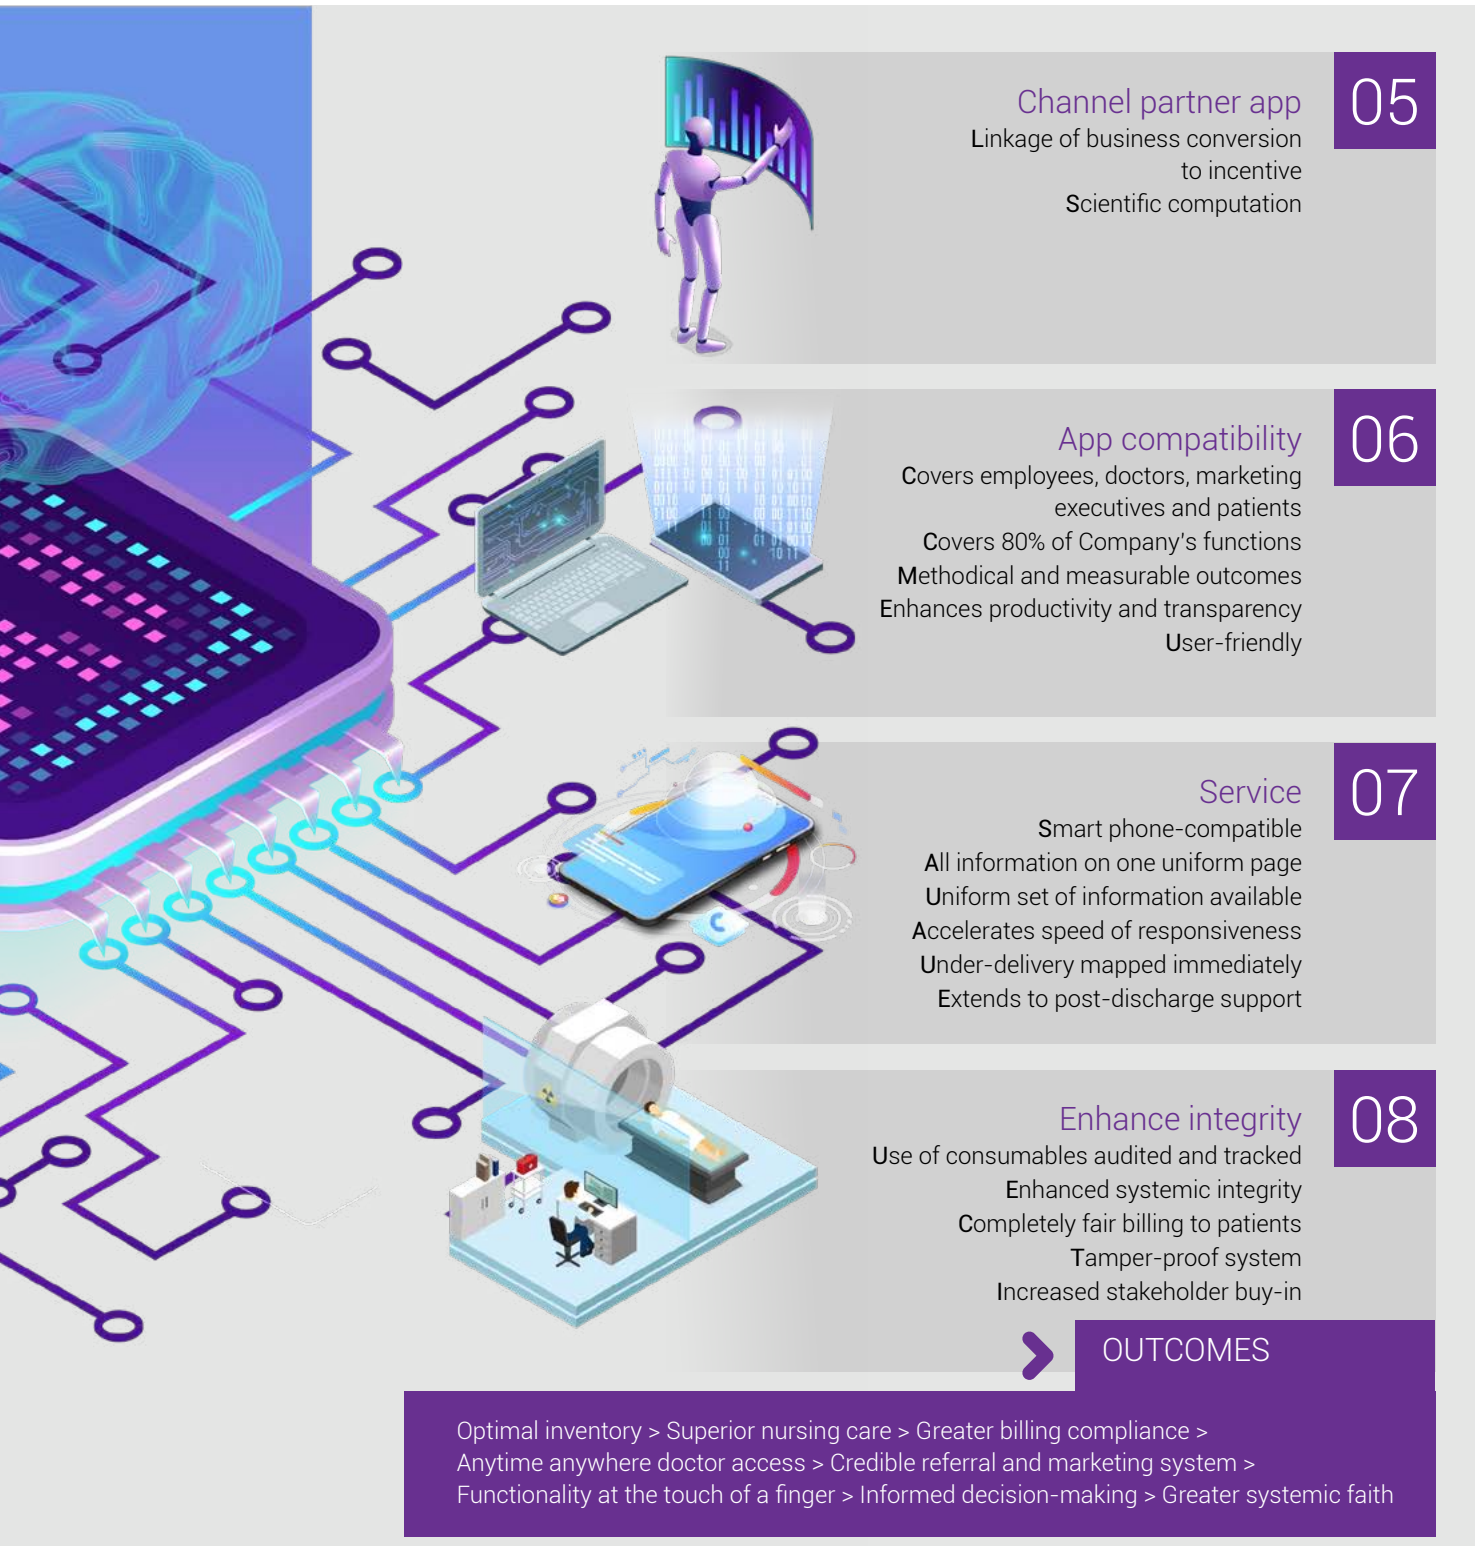 05
Channel partner app
Linkage of business conversion
to incentive
Scientific computation
06
App compatibility
Covers employees, doctors, marketing
executives and patients
Covers 80% of Company's functions
Methodical and measurable outcomes
Enhances productivity and transparency
User-friendly
07
Service
Smart phone-compatible
All information on one uniform page
Uniform set of information available
Accelerates speed of responsiveness
Under-delivery mapped immediately
Extends to post-discharge support
08
Enhance integrity
Use of consumables audited and tracked
Enhanced systemic integrity
Completely fair billing to patients
Tamper-proof system
Increased stakeholder buy-in
OUTCOMES
Optimal inventory > Superior nursing care > Greater billing compliance >
Anytime anywhere doctor access > Credible referral and marketing system >
Functionality at the touch of a finger > Informed decision-making > Greater systemic faith